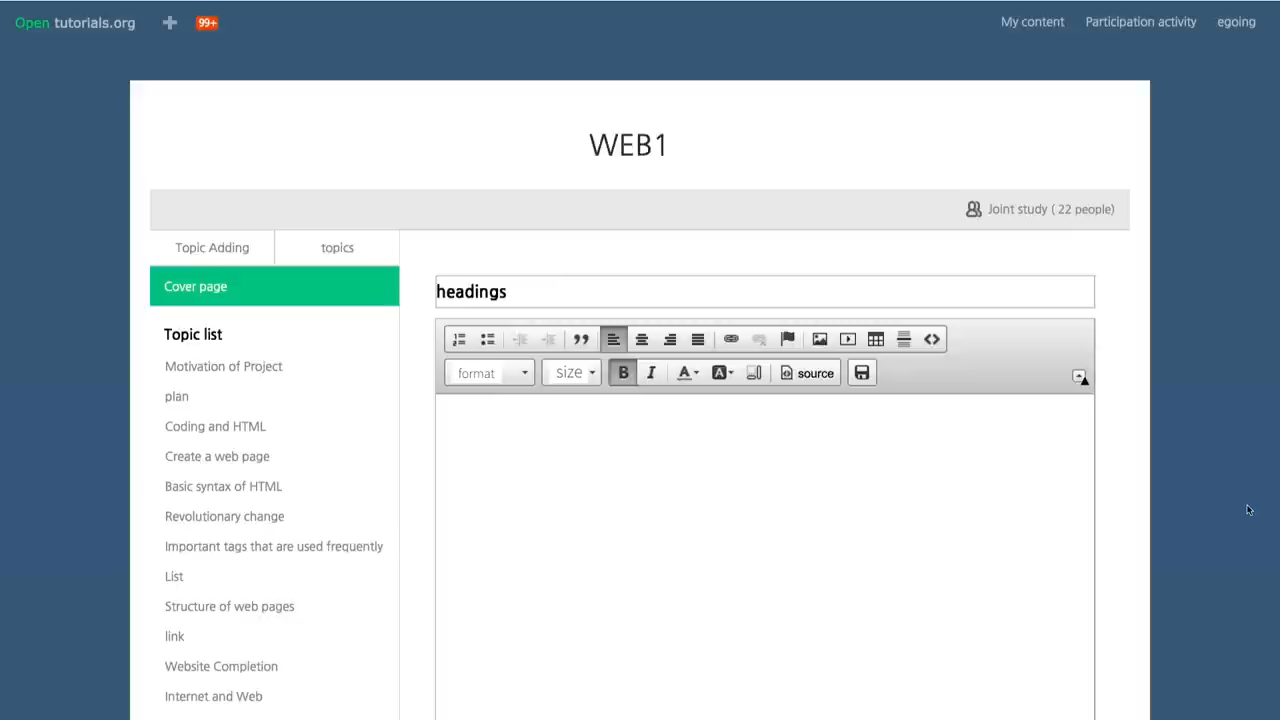 Open tutorials.org 99+ My content Participation activity egoing
WEB1
Joint study ( 22 people)
Topic Adding topics
Cover page
headings
Topic list
Motivation of Project
format size B I A A source
plan
Coding and HTML
Create a web page
Basic syntax of HTML
Revolutionary change
Important tags that are used frequently
List
Structure of web pages
link
Website Completion
Internet and Web